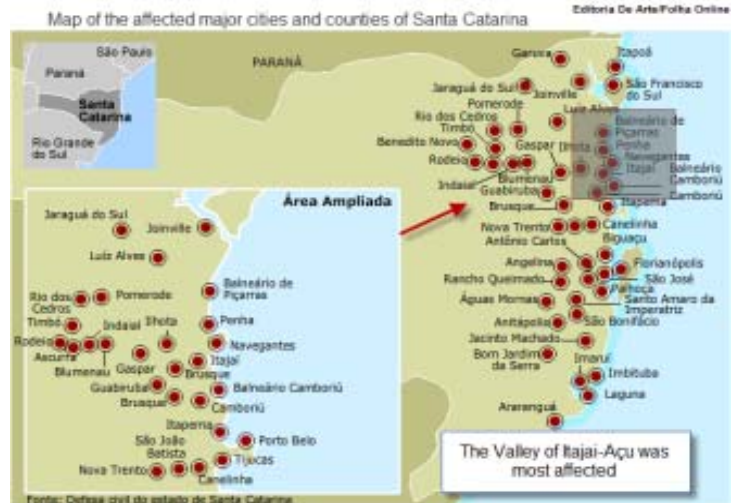 Editoria De Arte/Folha Online
Map of the affected major cities and counties of Santa Catarina
São Paulo
Paraná
Santa
Catarina
Rio Grande
do Sul
PARANÁ
Garuva
Itapoá
Jaraguá do Sul
Joinville
São Francisco
do Sul
Pomerode
Luiz Alves
Rio dos Cedros
Timbó
Benedito Novo
Gaspar
Ilhota
Balneário de
Piçarras
Penha
Navegantes
Rodeio
Itajaí
Balneário
Camboriú
Indaial
Blumenau
Guabiruba
Camboriú
Brusque
Itapema
Nova Trento
Canelinha
Antônio Carlos
Biguaçu
Angelina
Florianópolis
Rancho Queimado
São José
Palhoça
Águas Mornas
Santo Amaro da
Imperatriz
Anitápolis
São Bonifácio
Jacinto Machado
Bom Jardim
da Serra
Imaruí
Imbituba
Laguna
Araranguá
Área Ampliada
Jaraguá do Sul
Joinville
Luiz Alves
Balneário de
Piçarras
Rio dos
Cedros
Pomerode
Timbó
Indaial
Ilhota
Penha
Rodeio
Navegantes
Ascurra
Itajaí
Blumenau
Gaspar
Brusque
Guabiruba
Balneário Camboriú
Brusque
Camboriú
Itapema
São João
Batista
Porto Belo
Tijucas
Nova Trento
Canelinha
The Valley of Itajai-Açu was
most affected
Fonte: Defesa civil do estado de Santa Catarina